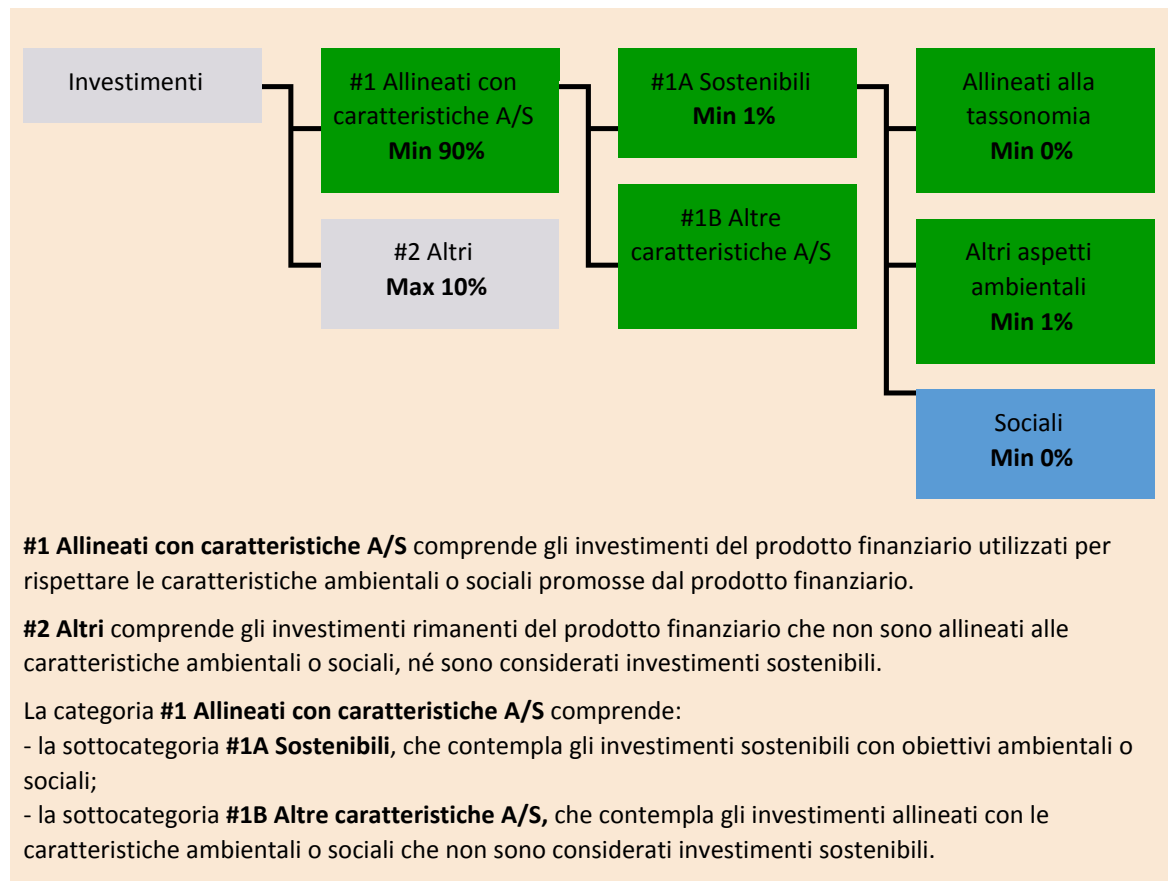 Investimenti
#1 Allineati con
caratteristiche A/S
Min 90%
#2 Altri
Max 10%
#1A Sostenibili
Min 1%
#1B Altre
caratteristiche A/S
Allineati alla
tassonomia
Min 0%
Altri aspetti
ambientali
Min 1%
Sociali
Min 0%
#1 Allineati con caratteristiche A/S comprende gli investimenti del prodotto finanziario utilizzati per
rispettare le caratteristiche ambientali o sociali promosse dal prodotto finanziario.
#2 Altri comprende gli investimenti rimanenti del prodotto finanziario che non sono allineati alle
caratteristiche ambientali o sociali, né sono considerati investimenti sostenibili.
La categoria #1 Allineati con caratteristiche A/S comprende:
- la sottocategoria #1A Sostenibili, che contempla gli investimenti sostenibili con obiettivi ambientali o
sociali;
- la sottocategoria #1B Altre caratteristiche A/S, che contempla gli investimenti allineati con le
caratteristiche ambientali o sociali che non sono considerati investimenti sostenibili.